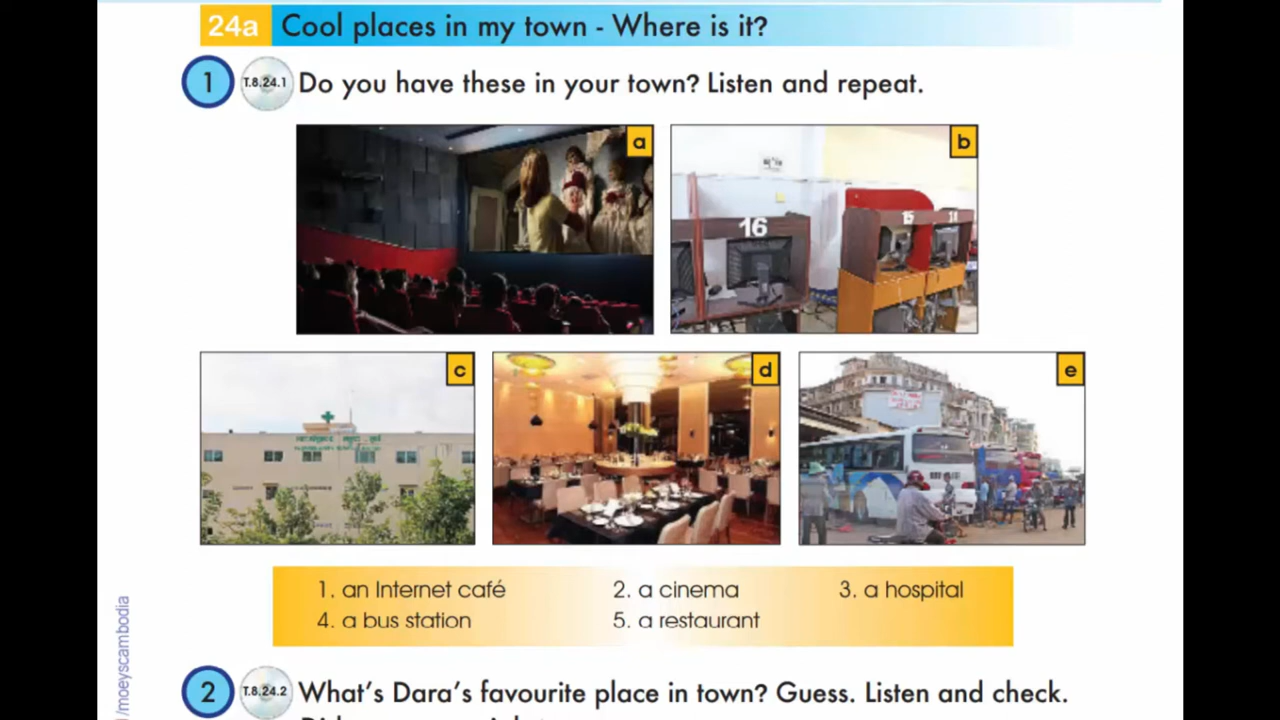 24a Cool places in my town - Where is it?
1 T.8.24.1 Do you have these in your town? Listen and repeat.
a
b
16
15
11
c
d
e
1. an Internet café 2. a cinema 3. a hospital
4. a bus station 5. a restaurant
/moeyscambodia
2 T.8.24.2 What's Dara's favourite place in town? Guess. Listen and check.